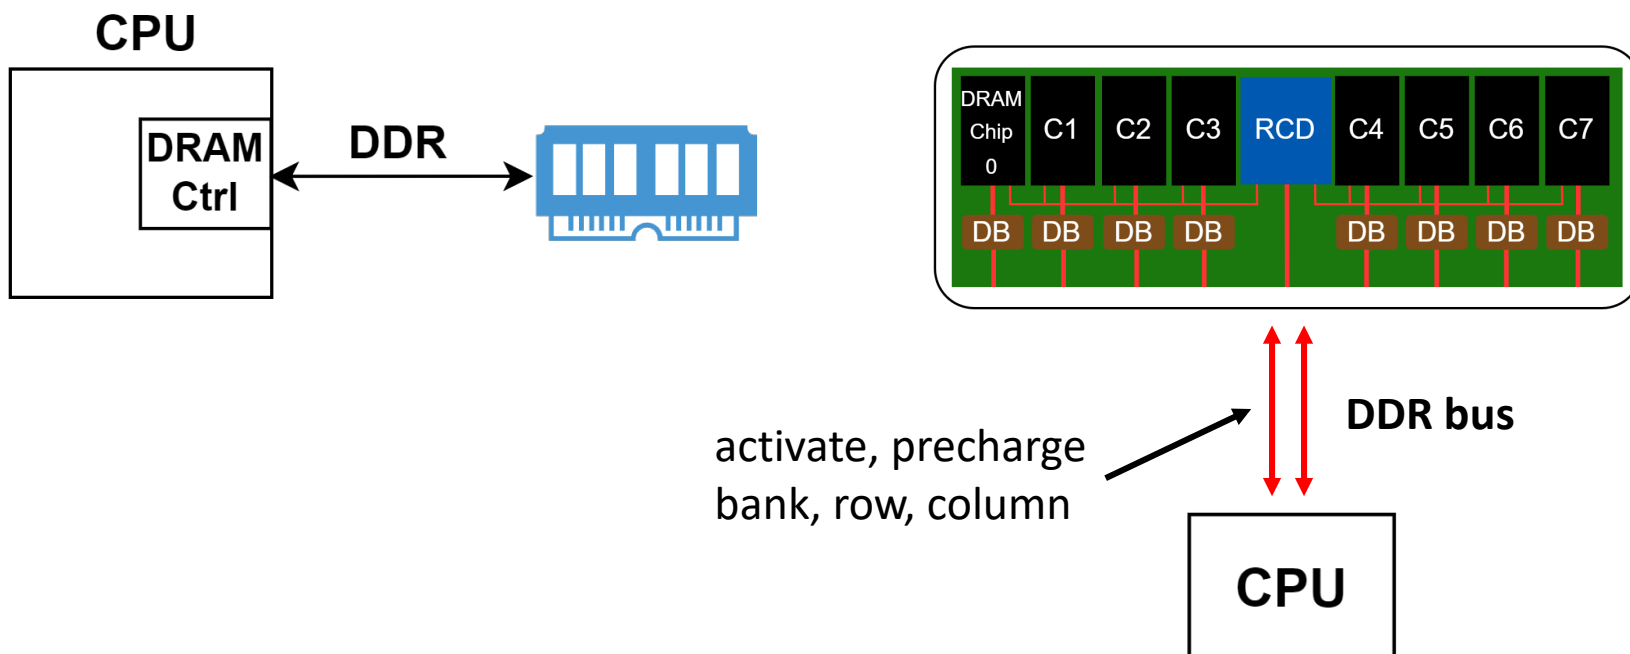 CPU
DRAM
Ctrl
DDR
DRAM
Chip
0
C1
C2
C3
RCD
C4
C5
C6
C7
DB
DB
DB
DB
DB
DB
DB
DB
DDR bus
activate, precharge
bank, row, column
CPU